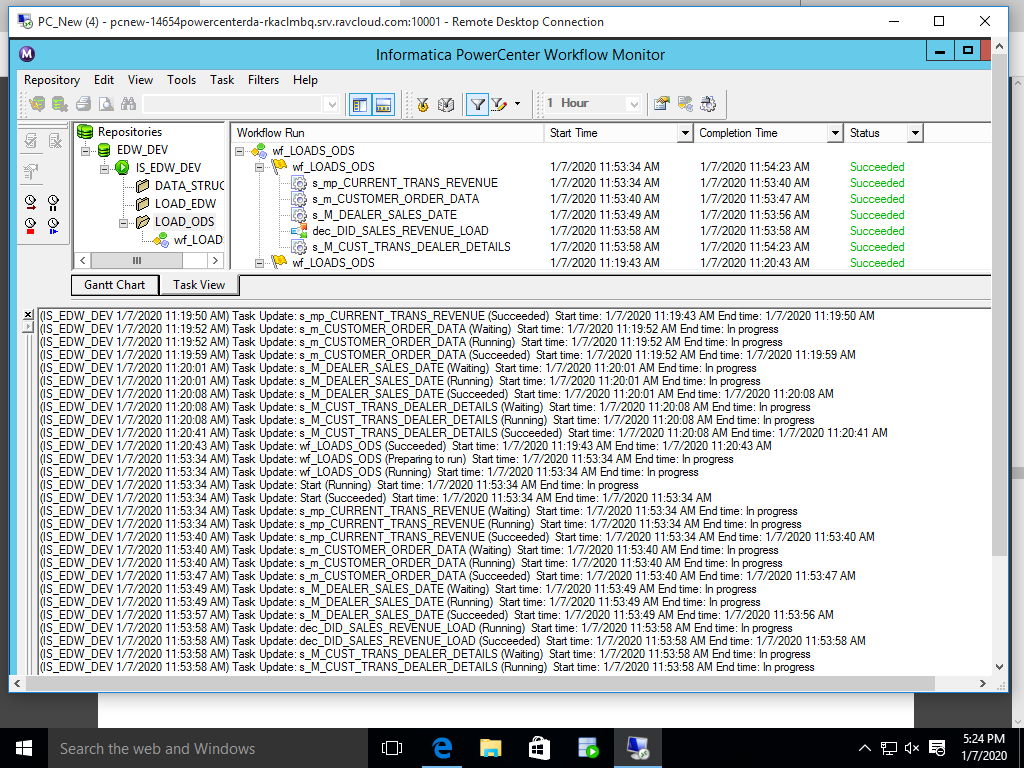 PC_New (4) - pcnew-14654powercenterda-rkaclmbq.srv.ravcloud.com:10001 - Remote Desktop Connection
M
Informatica PowerCenter Workflow Monitor
Repository Edit View Tools Task Filters Help
1 Hour
Repositories
EDW_DEV
IS_EDW_DEV
DATA_STRUC
LOAD_EDW
LOAD_ODS
wf_LOAD
Workflow Run Start Time Completion Time Status
wf_LOADS_ODS
wf_LOADS_ODS 1/7/2020 11:53:34 AM 1/7/2020 11:54:23 AM Succeeded
s_mp_CURRENT_TRANS_REVENUE 1/7/2020 11:53:34 AM 1/7/2020 11:53:40 AM Succeeded
s_m_CUSTOMER_ORDER_DATA 1/7/2020 11:53:40 AM 1/7/2020 11:53:47 AM Succeeded
s_M_DEALER_SALES_DATE 1/7/2020 11:53:49 AM 1/7/2020 11:53:56 AM Succeeded
dec_DID_SALES_REVENUE_LOAD 1/7/2020 11:53:58 AM 1/7/2020 11:53:58 AM Succeeded
s_M_CUST_TRANS_DEALER_DETAILS 1/7/2020 11:53:58 AM 1/7/2020 11:54:23 AM Succeeded
wf_LOADS_ODS 1/7/2020 11:19:43 AM 1/7/2020 11:20:43 AM Succeeded
Gantt Chart Task View
(IS_EDW_DEV 1/7/2020 11:19:50 AM) Task Update: s_mp_CURRENT_TRANS_REVENUE (Succeeded) Start time: 1/7/2020 11:19:43 AM End time: 1/7/2020 11:19:50 AM
(IS_EDW_DEV 1/7/2020 11:19:52 AM) Task Update: s_m_CUSTOMER_ORDER_DATA (Waiting) Start time: 1/7/2020 11:19:52 AM End time: In progress
(IS_EDW_DEV 1/7/2020 11:19:52 AM) Task Update: s_m_CUSTOMER_ORDER_DATA (Running) Start time: 1/7/2020 11:19:52 AM End time: In progress
(IS_EDW_DEV 1/7/2020 11:19:59 AM) Task Update: s_m_CUSTOMER_ORDER_DATA (Succeeded) Start time: 1/7/2020 11:19:52 AM End time: 1/7/2020 11:19:59 AM
(IS_EDW_DEV 1/7/2020 11:20:01 AM) Task Update: s_M_DEALER_SALES_DATE (Waiting) Start time: 1/7/2020 11:20:01 AM End time: In progress
(IS_EDW_DEV 1/7/2020 11:20:01 AM) Task Update: s_M_DEALER_SALES_DATE (Running) Start time: 1/7/2020 11:20:01 AM End time: In progress
(IS_EDW_DEV 1/7/2020 11:20:08 AM) Task Update: s_M_DEALER_SALES_DATE (Succeeded) Start time: 1/7/2020 11:20:01 AM End time: 1/7/2020 11:20:08 AM
(IS_EDW_DEV 1/7/2020 11:20:08 AM) Task Update: s_M_CUST_TRANS_DEALER_DETAILS (Waiting) Start time: 1/7/2020 11:20:08 AM End time: In progress
(IS_EDW_DEV 1/7/2020 11:20:08 AM) Task Update: s_M_CUST_TRANS_DEALER_DETAILS (Running) Start time: 1/7/2020 11:20:08 AM End time: In progress
(IS_EDW_DEV 1/7/2020 11:20:41 AM) Task Update: s_M_CUST_TRANS_DEALER_DETAILS (Succeeded) Start time: 1/7/2020 11:20:08 AM End time: 1/7/2020 11:20:41 AM
(IS_EDW_DEV 1/7/2020 11:20:43 AM) Task Update: wf_LOADS_ODS (Succeeded) Start time: 1/7/2020 11:19:43 AM End time: 1/7/2020 11:20:43 AM
(IS_EDW_DEV 1/7/2020 11:53:34 AM) Task Update: wf_LOADS_ODS (Preparing to run) Start time: 1/7/2020 11:53:34 AM End time: In progress
(IS_EDW_DEV 1/7/2020 11:53:34 AM) Task Update: wf_LOADS_ODS (Running) Start time: 1/7/2020 11:53:34 AM End time: In progress
(IS_EDW_DEV 1/7/2020 11:53:34 AM) Task Update: Start (Running) Start time: 1/7/2020 11:53:34 AM End time: In progress
(IS_EDW_DEV 1/7/2020 11:53:34 AM) Task Update: Start (Succeeded) Start time: 1/7/2020 11:53:34 AM End time: 1/7/2020 11:53:34 AM
(IS_EDW_DEV 1/7/2020 11:53:34 AM) Task Update: s_mp_CURRENT_TRANS_REVENUE (Waiting) Start time: 1/7/2020 11:53:34 AM End time: In progress
(IS_EDW_DEV 1/7/2020 11:53:34 AM) Task Update: s_mp_CURRENT_TRANS_REVENUE (Running) Start time: 1/7/2020 11:53:34 AM End time: In progress
(IS_EDW_DEV 1/7/2020 11:53:40 AM) Task Update: s_mp_CURRENT_TRANS_REVENUE (Succeeded) Start time: 1/7/2020 11:53:34 AM End time: 1/7/2020 11:53:40 AM
(IS_EDW_DEV 1/7/2020 11:53:40 AM) Task Update: s_m_CUSTOMER_ORDER_DATA (Waiting) Start time: 1/7/2020 11:53:40 AM End time: In progress
(IS_EDW_DEV 1/7/2020 11:53:40 AM) Task Update: s_m_CUSTOMER_ORDER_DATA (Running) Start time: 1/7/2020 11:53:40 AM End time: In progress
(IS_EDW_DEV 1/7/2020 11:53:47 AM) Task Update: s_m_CUSTOMER_ORDER_DATA (Succeeded) Start time: 1/7/2020 11:53:40 AM End time: 1/7/2020 11:53:47 AM
(IS_EDW_DEV 1/7/2020 11:53:49 AM) Task Update: s_M_DEALER_SALES_DATE (Waiting) Start time: 1/7/2020 11:53:49 AM End time: In progress
(IS_EDW_DEV 1/7/2020 11:53:49 AM) Task Update: s_M_DEALER_SALES_DATE (Running) Start time: 1/7/2020 11:53:49 AM End time: In progress
(IS_EDW_DEV 1/7/2020 11:53:57 AM) Task Update: s_M_DEALER_SALES_DATE (Succeeded) Start time: 1/7/2020 11:53:49 AM End time: 1/7/2020 11:53:56 AM
(IS_EDW_DEV 1/7/2020 11:53:58 AM) Task Update: dec_DID_SALES_REVENUE_LOAD (Running) Start time: 1/7/2020 11:53:58 AM End time: In progress
(IS_EDW_DEV 1/7/2020 11:53:58 AM) Task Update: dec_DID_SALES_REVENUE_LOAD (Succeeded) Start time: 1/7/2020 11:53:58 AM End time: 1/7/2020 11:53:58 AM
(IS_EDW_DEV 1/7/2020 11:53:58 AM) Task Update: s_M_CUST_TRANS_DEALER_DETAILS (Waiting) Start time: 1/7/2020 11:53:58 AM End time: In progress
(IS_EDW_DEV 1/7/2020 11:53:58 AM) Task Update: s_M_CUST_TRANS_DEALER_DETAILS (Running) Start time: 1/7/2020 11:53:58 AM End time: In progress
Search the web and Windows
5:24 PM
1/7/2020